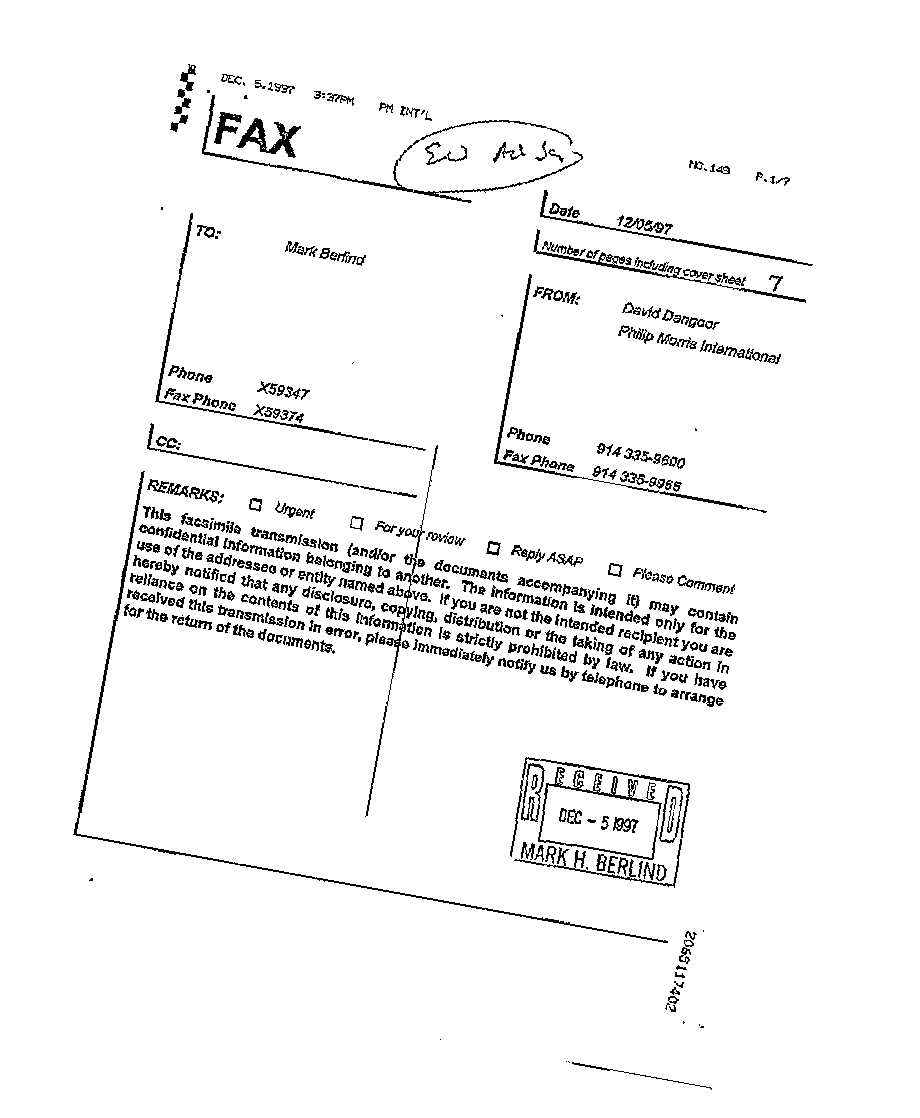 DEC. 5.1997 3:37PM PM INT'L
NO.149 P.1/7
FAX
Date 12/05/97
Number of pages including cover sheet 7
TO: Mark Berlind
Phone X59347
Fax Phone X59374
CC:
FROM: David Dangoor
Philip Morris International
Phone 914 335-9600
Fax Phone 914 335-9966
REMARKS: ☐ Urgent ☐ For your review ☐ Reply ASAP ☐ Please Comment
This facsimile transmission (and/or the documents accompanying it) may contain
confidential information belonging to another. The information is intended only for the
use of the addressee or entity named above. If you are not the intended recipient you are
hereby notified that any disclosure, copying, distribution or the taking of any action in
reliance on the contents of this information is strictly prohibited by law. If you have
received this transmission in error, please immediately notify us by telephone to arrange
for the return of the documents.
RECEIVED
DEC - 5 1997
MARK H. BERLIND
2065117402